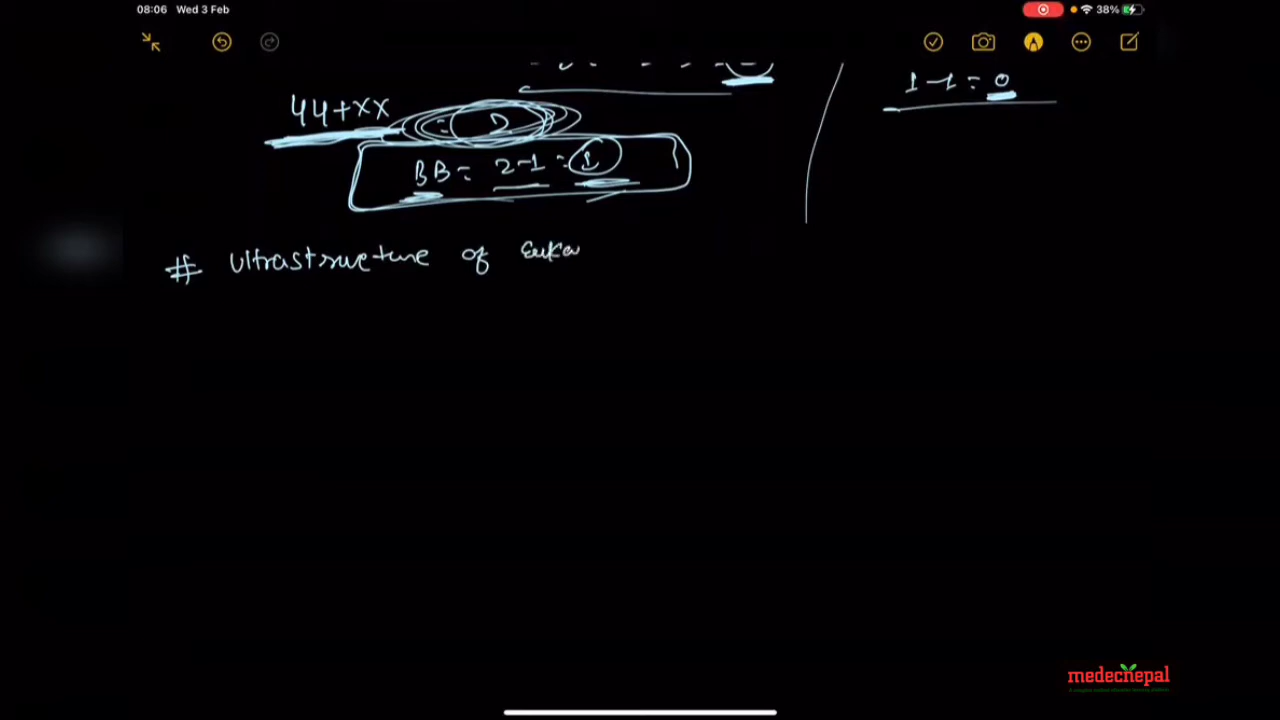 08:06 Wed 3 Feb
38%
1-1=0
44+xx = 2
BB= 2-1=1
# Ultrastructure of Euka
medecnepal